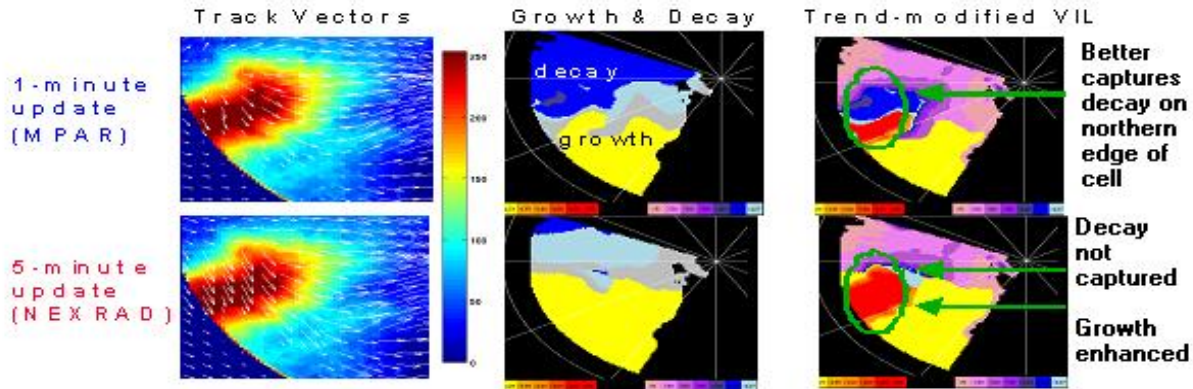 Track Vectors
Growth & Decay
Trend-modified VIL
1-minute
update
(MPAR)
250
200
150
100
50
0
decay
growth
Better
captures
decay on
northern
edge of
cell
5-minute
update
(NEXRAD)
Decay
not
captured
Growth
enhanced